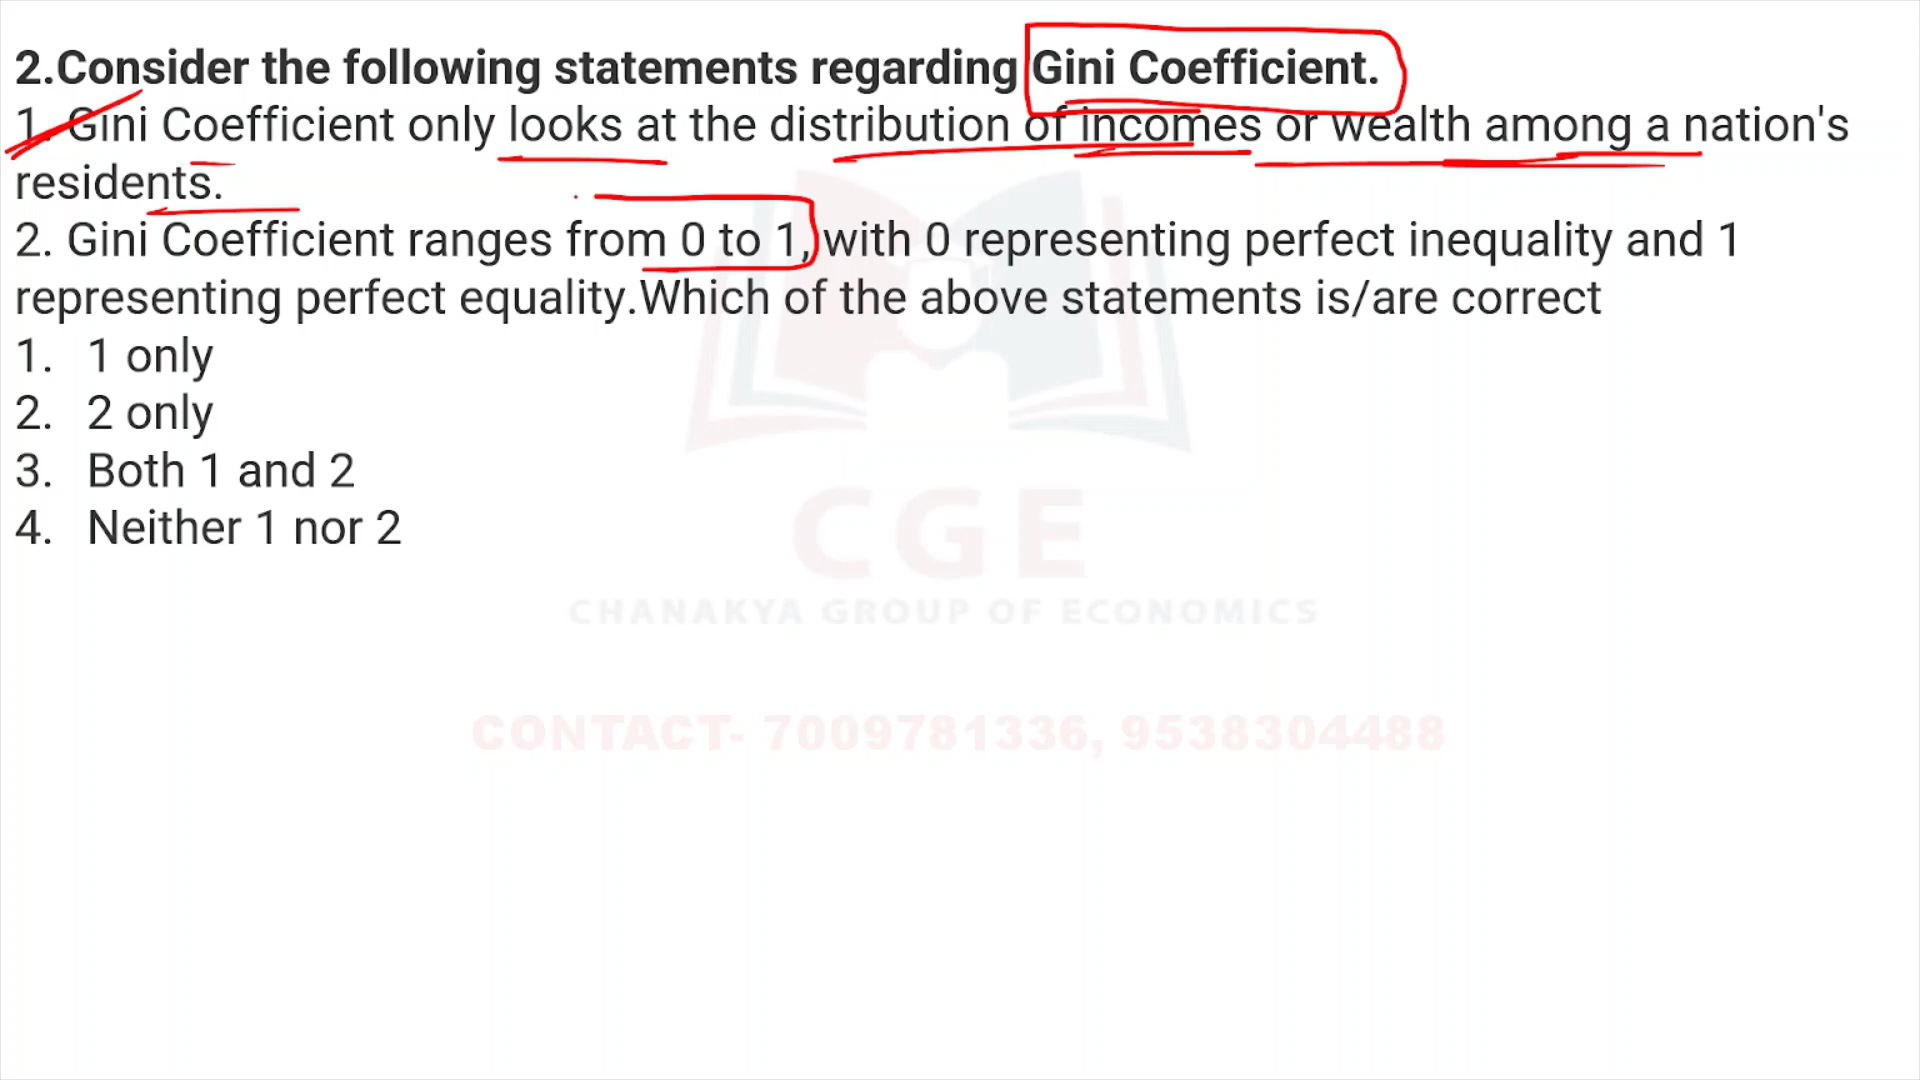 2.Consider the following statements regarding Gini Coefficient.
1. Gini Coefficient only looks at the distribution of incomes or wealth among a nation's
residents.
2. Gini Coefficient ranges from 0 to 1, with 0 representing perfect inequality and 1
representing perfect equality.Which of the above statements is/are correct
1. 1 only
2. 2 only
3. Both 1 and 2
4. Neither 1 nor 2
CGE
CHANAKYA GROUP OF ECONOMICS
CONTACT- 7009781336, 9538304488